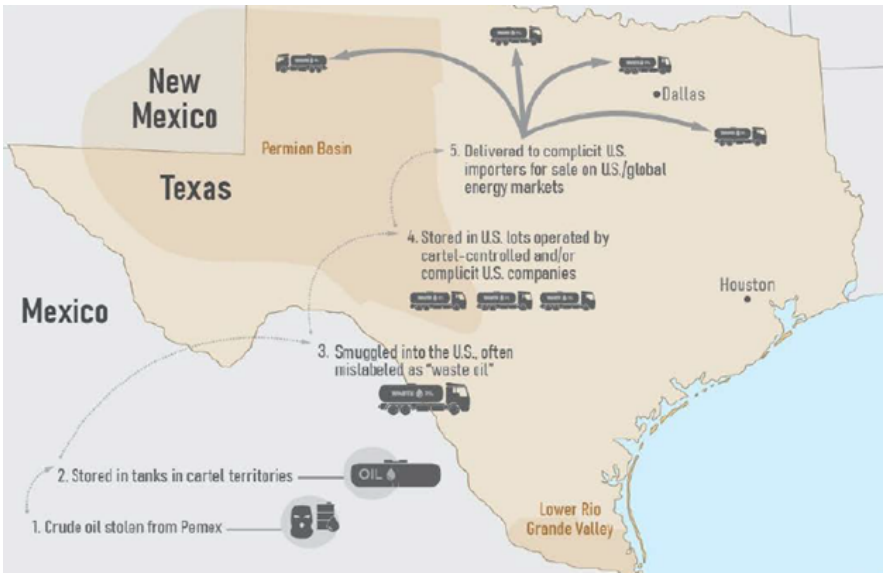 New
Mexico
Permian Basin
Texas
Dallas
5. Delivered to complicit U.S.
importers for sale on U.S./global
energy markets
4. Stored in U.S. lots operated by
cartel-controlled and/or
complicit U.S. companies
Houston
Mexico
3. Smuggled into the U.S., often
mislabeled as "waste oil"
WASTE OIL
2. Stored in tanks in cartel territories
OIL
1. Crude oil stolen from Pemex
Lower Rio
Grande Valley